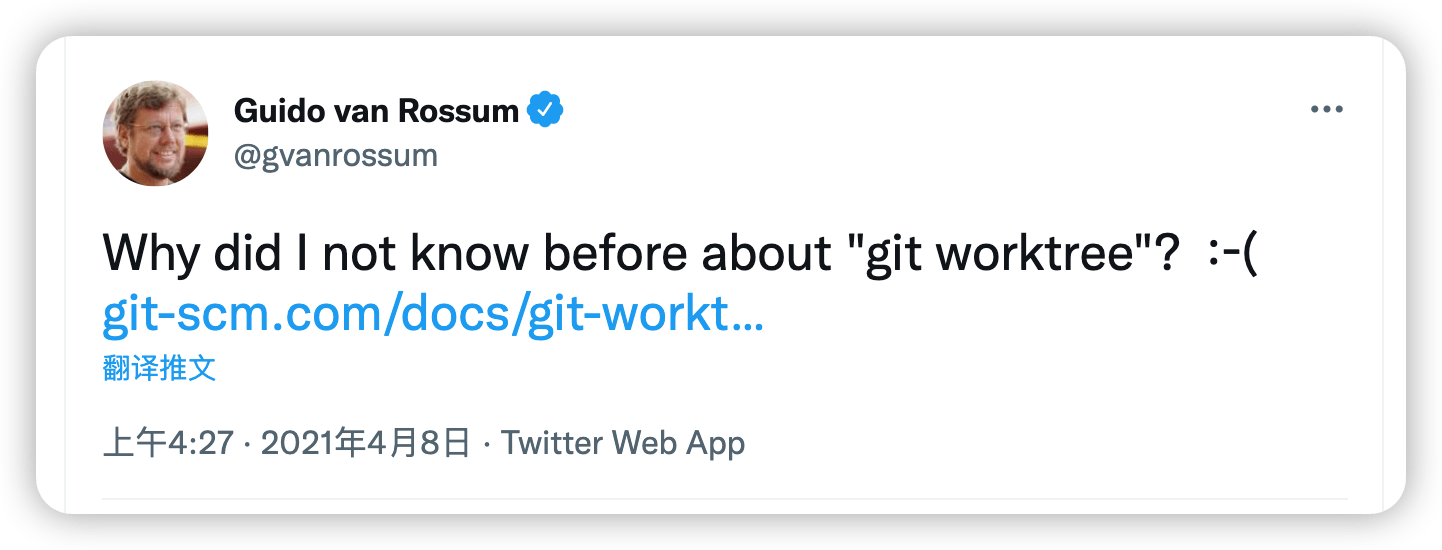 Guido van Rossum
@gvanrossum
Why did I not know before about "git worktree"?  :-(
git-scm.com/docs/git-workt…
翻译推文
上午4:27 · 2021年4月8日 · Twitter Web App